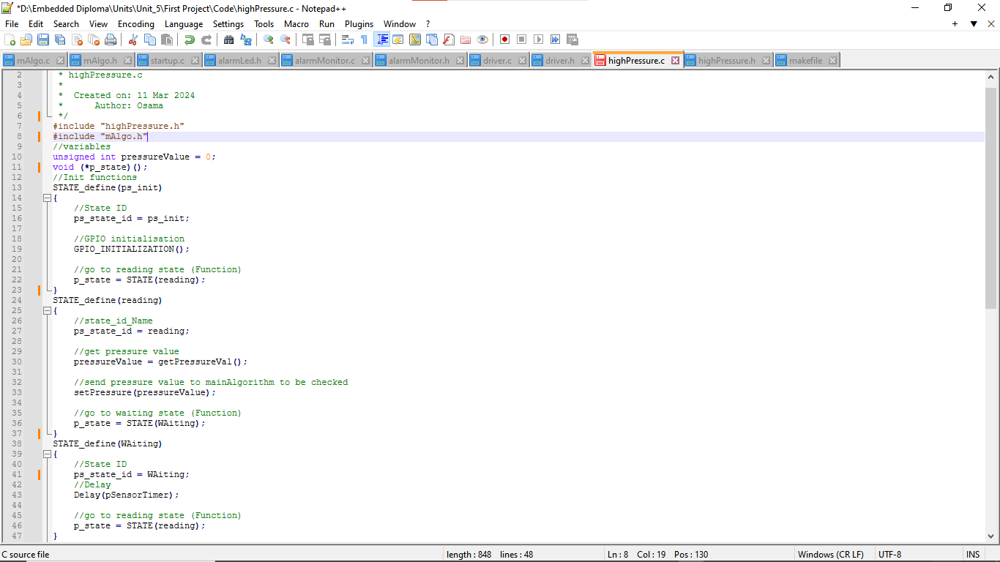 *D:\Embedded Diploma\Units\Unit_5\First Project\Code\highPressure.c - Notepad++
File Edit Search View Encoding Language Settings Tools Macro Run Plugins Window ?
mAlgo.c mAlgo.h startup.c alarmLed.h alarmMonitor.c alarmMonitor.h driver.c driver.h highPressure.c highPressure.h makefile
2 * highPressure.c
3 *
4 *  Created on: 11 Mar 2024
5 *      Author: Osama
6 */
7 #include "highPressure.h"
8 #include "mAlgo.h"
9 //variables
10 unsigned int pressureValue = 0;
11 void (*p_state)();
12 //Init functions
13 STATE_define(ps_init)
14 {
15     //State ID
16     ps_state_id = ps_init;
17
18     //GPIO initialisation
19     GPIO_INITIALIZATION();
20
21     //go to reading state (Function)
22     p_state = STATE(reading);
23 }
24 STATE_define(reading)
25 {
26     //state_id_Name
27     ps_state_id = reading;
28
29     //get pressure value
30     pressureValue = getPressureVal();
31
32     //send pressure value to mainAlgorithm to be checked
33     setPressure(pressureValue);
34
35     //go to waiting state (Function)
36     p_state = STATE(WAiting);
37 }
38 STATE_define(WAiting)
39 {
40     //State ID
41     ps_state_id = WAiting;
42     //Delay
43     Delay(pSensorTimer);
44
45     //go to reading state (Function)
46     p_state = STATE(reading);
47 }
C source file length : 848 lines : 48 Ln : 8 Col : 19 Pos : 130 Windows (CR LF) UTF-8 INS